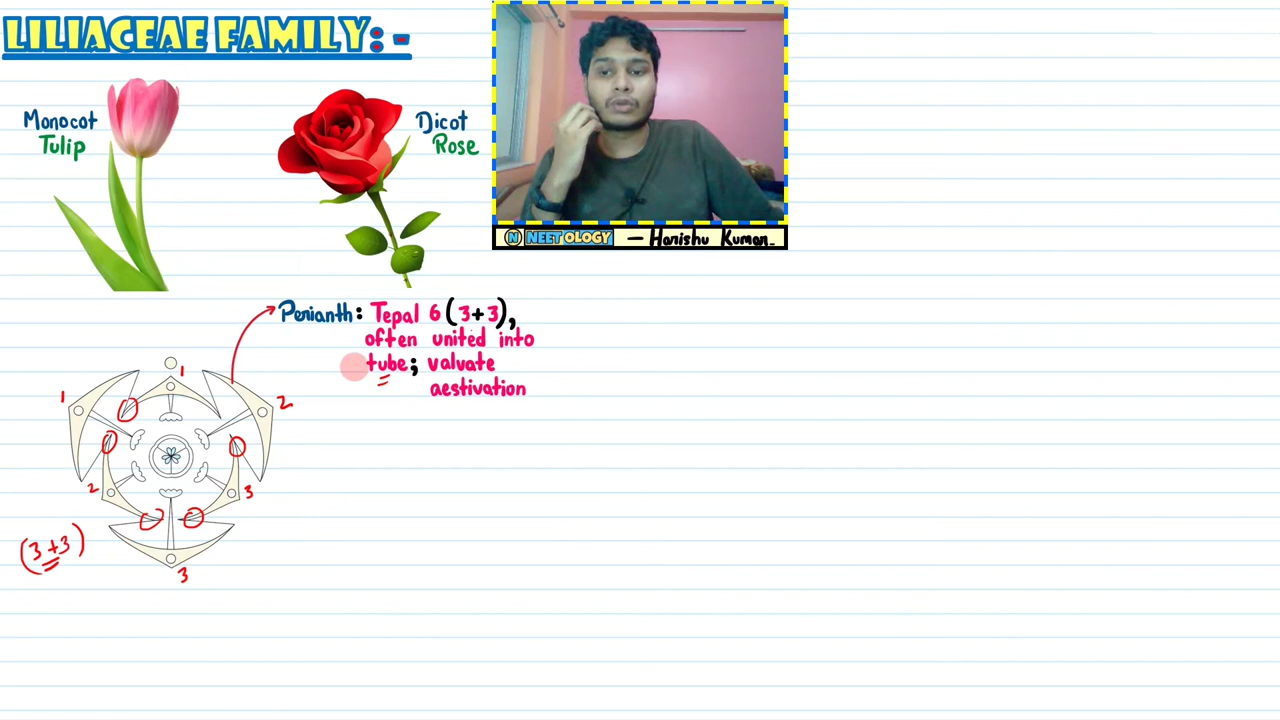 LILIACEAE FAMILY:-
Monocot
Tulip
Dicot
Rose
N NEETOLOGY — Hanishu Kuman
Perianth: Tepal 6 (3+3),
often united into
tube; valvate
aestivation
1
1
2
2
3
3
(3+3)